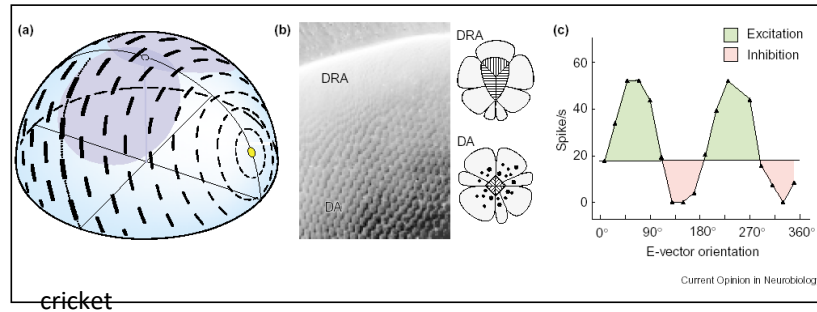 (a)
(b)
DRA
DA
DRA
DA
(c)
Excitation
Inhibition
Spike/s
60
40
20
0
0° 90° 180° 270° 360°
E-vector orientation
Current Opinion in Neurobiolog
cricket